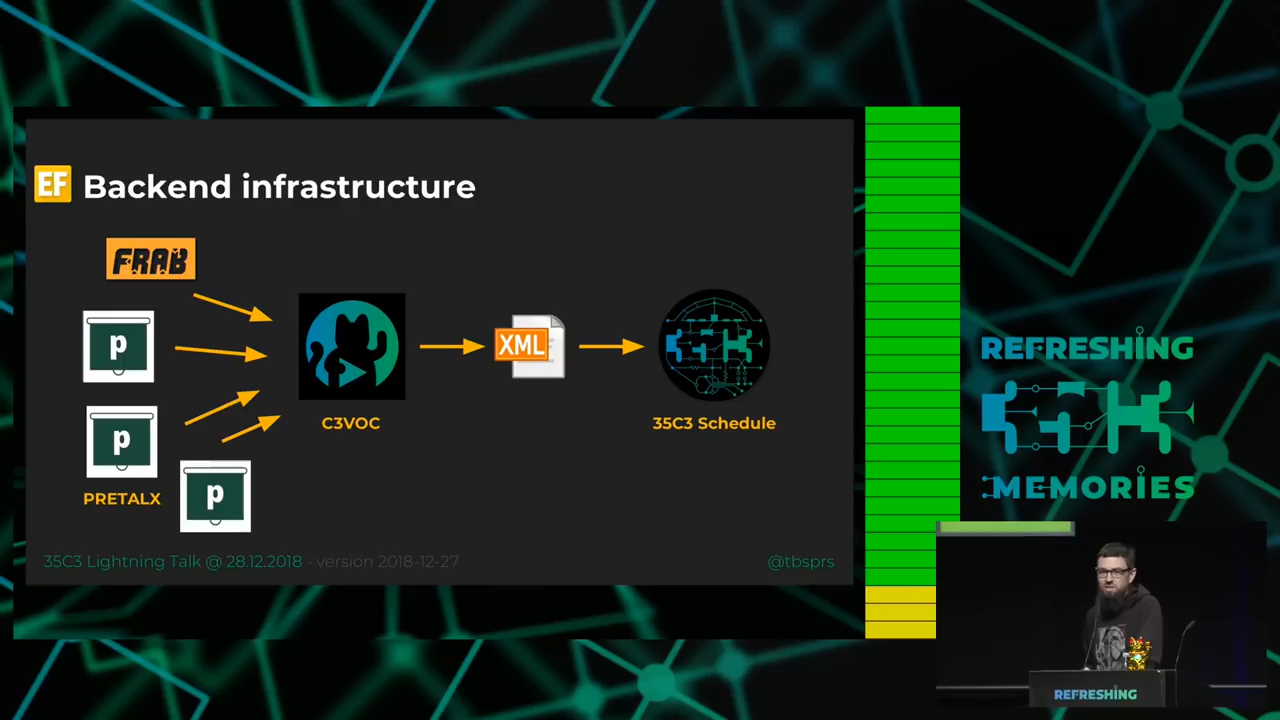 EF Backend infrastructure
FRAB
p
p
PRETALX
p
C3VOC
XML
35C3 Schedule
35C3 Lightning Talk @ 28.12.2018 - version 2018-12-27
@tbsprs
REFRESHING
35C3
MEMORIES
REFRESHING